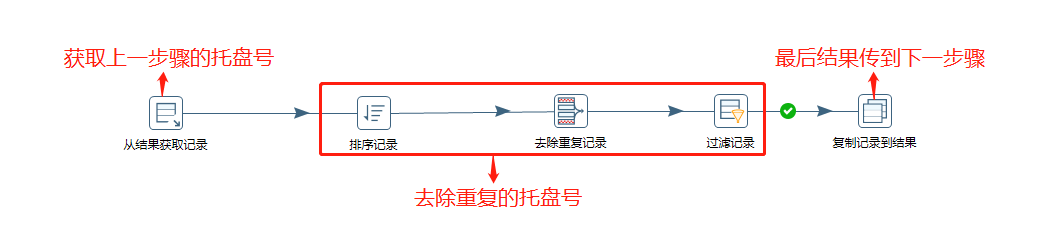 获取上一步骤的托盘号
最后结果传到下一步骤
从结果获取记录
排序记录
去除重复记录
过滤记录
复制记录到结果
去除重复的托盘号